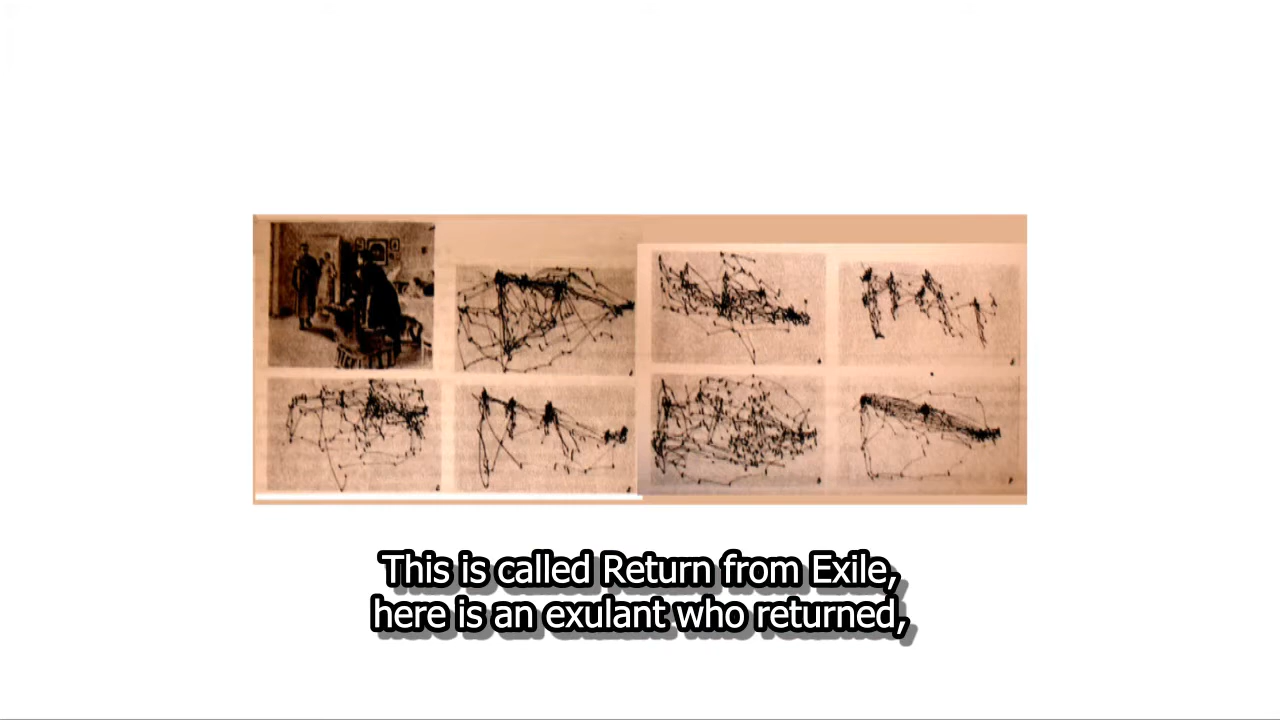 This is called Return from Exile,
here is an exulant who returned,